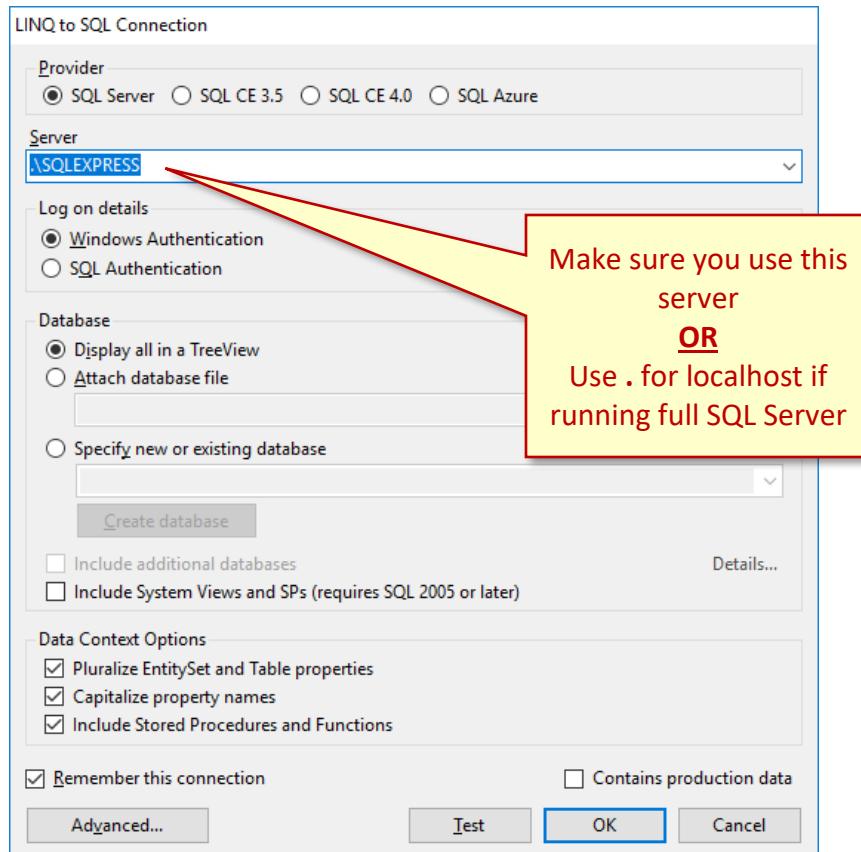 LINQ to SQL Connection
Provider
SQL Server SQL CE 3.5 SQL CE 4.0 SQL Azure
Server
.\SQLEXPRESS
Log on details
Windows Authentication
SQL Authentication
Make sure you use this
server
OR
Use . for localhost if
running full SQL Server
Database
Display all in a TreeView
Attach database file
Specify new or existing database
Create database
Include additional databases Details...
Include System Views and SPs (requires SQL 2005 or later)
Data Context Options
Pluralize EntitySet and Table properties
Capitalize property names
Include Stored Procedures and Functions
Remember this connection Contains production data
Advanced... Test OK Cancel